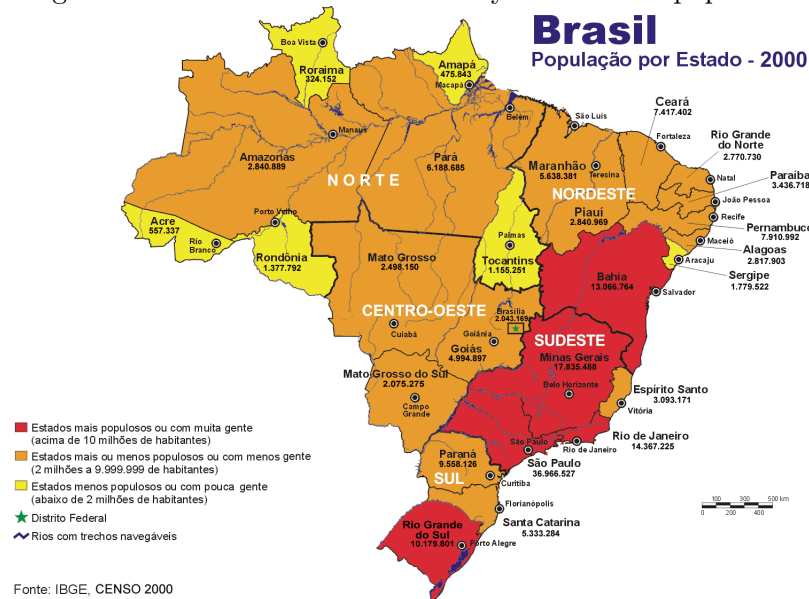 Brasil
População por Estado - 2000
Boa Vista
Roraima
324.152
Amapá
475.843
Macapá
Belém
São Luís
Ceará
7.417.402
Fortaleza
Rio Grande
do Norte
2.770.730
Natal
Paraíba
3.436.718
João Pessoa
Recife
Pernambuco
7.910.992
Maceió
Alagoas
2.817.903
Aracaju
Sergipe
1.779.522
Manaus
Amazonas
2.840.889
Pará
6.188.685
NORTE
Maranhão
5.638.381
Teresina
NORDESTE
Piauí
2.840.969
Acre
557.337
Rio
Branco
Porto Velho
Rondônia
1.377.792
Mato Grosso
2.498.150
Palmas
Tocantins
1.155.251
Bahia
13.066.764
Salvador
CENTRO-OESTE
Cuiabá
Brasília
2.043.169
Goiânia
Goiás
4.994.897
SUDESTE
Minas Gerais
17.835.488
Belo Horizonte
Mato Grosso do Sul
2.075.275
Campo
Grande
Espírito Santo
3.093.171
Vitória
Rio de Janeiro
14.367.225
Rio de Janeiro
São Paulo
São Paulo
36.966.527
Paraná
9.558.126
Curitiba
SUL
Florianópolis
Santa Catarina
5.333.284
Rio Grande
do Sul
10.179.801
Porto Alegre
Estados mais populosos ou com muita gente
(acima de 10 milhões de habitantes)
Estados mais ou menos populosos ou com menos gente
(2 milhões a 9.999.999 de habitantes)
Estados menos populosos ou com pouca gente
(abaixo de 2 milhões de habitantes)
Distrito Federal
Rios com trechos navegáveis
100 300 500 km
0 200 400
Fonte: IBGE, CENSO 2000